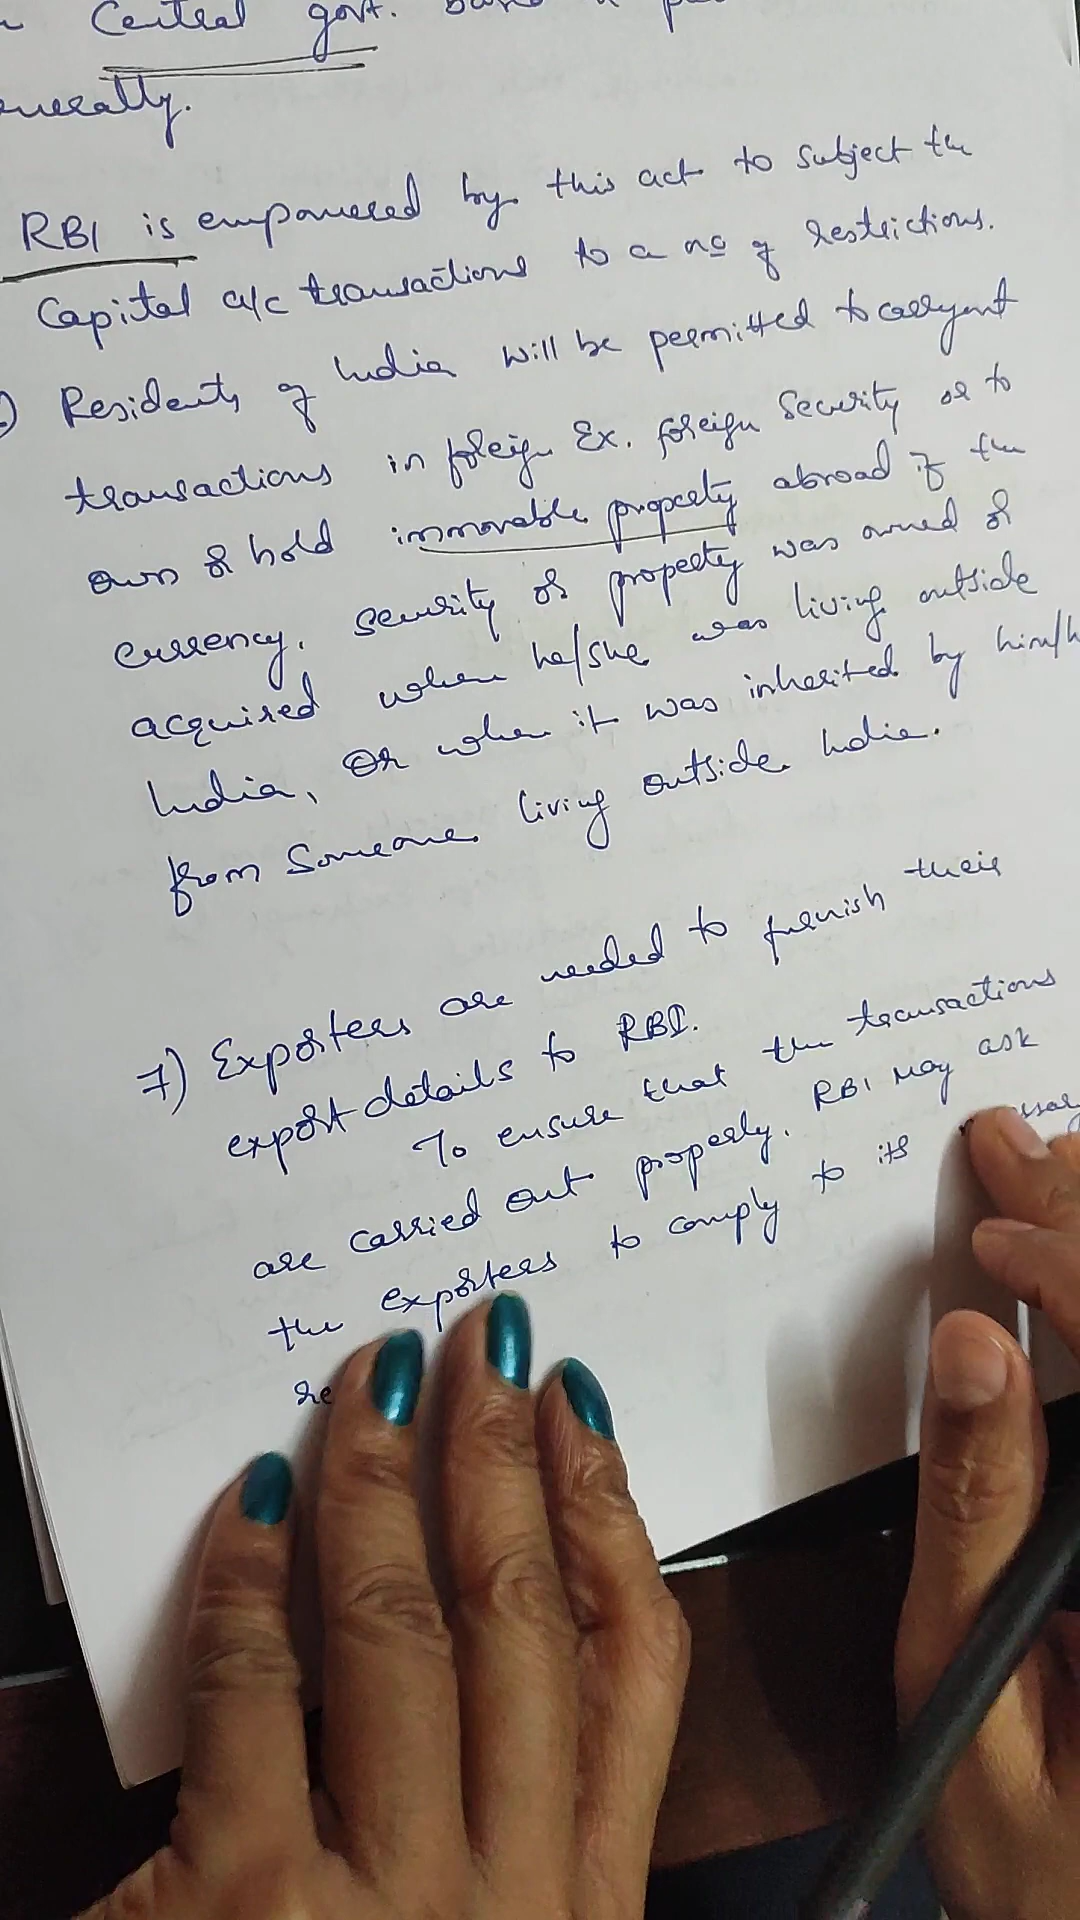 Central govt.
RBI is empowered by this act to subject the
Capital a/c transactions to a no of restrictions.
Residents of India will be permitted to carryout
transactions in foreign Ex. foreign Security or to
own or hold immovable property abroad if the
currency, security or property was owned or
acquired when he/she was living outside
India, Or when it was inherited by him/h
from Someone living outside India.
7) Exporters are needed to furnish their
export details to RBI.
To ensure that the transactions
are carried out properly. RBI may ask
the exporters to comply to its
re